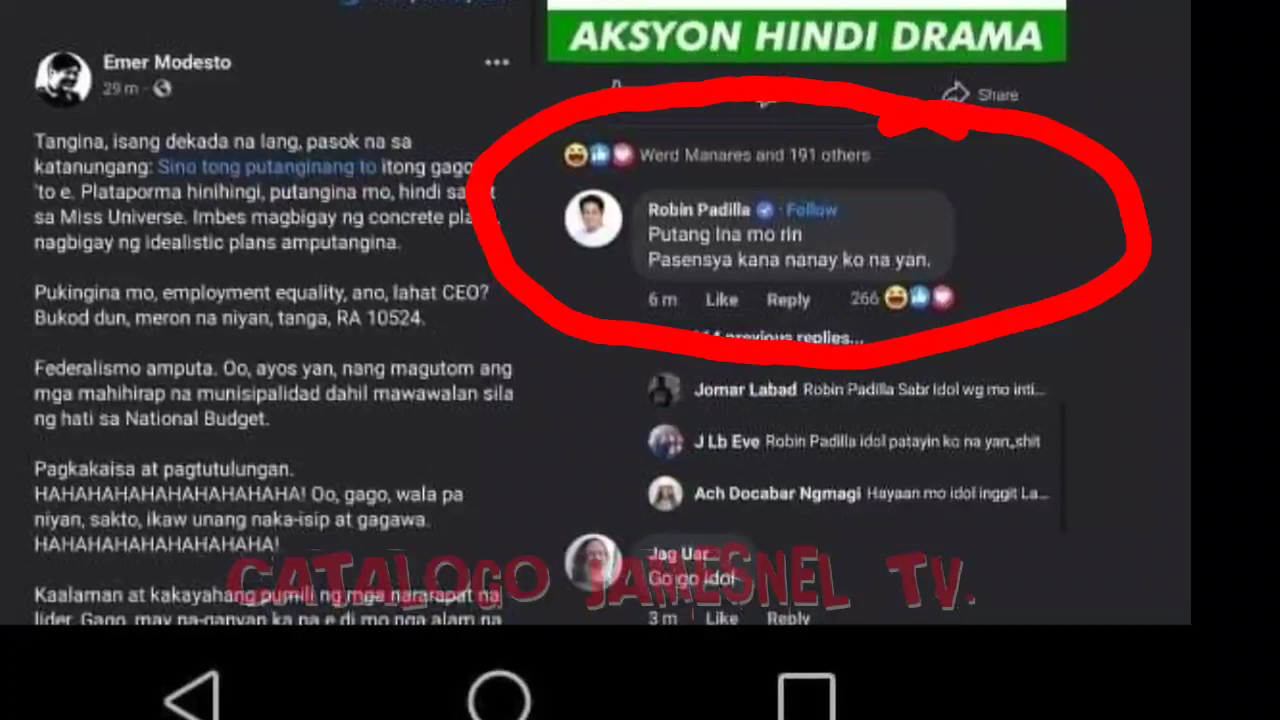 Emer Modesto
29 m
Tangina, isang dekada na lang, pasok na sa
katanungang: Sino tong putanginang to itong gago
'to e. Plataporma hinihingi, putangina mo, hindi
sa Miss Universe. Imbes magbigay ng concrete
nagbigay ng idealistic plans amputangina.
Pukingina mo, employment equality, ano, lahat CEO?
Bukod dun, meron na niyan, tanga, RA 10524.
Federalismo amputa. Oo, ayos yan, nang magutom ang
mga mahihirap na munisipalidad dahil mawawalan sila
ng hati sa National Budget.
Pagkakaisa at pagtutulungan.
HAHAHAHAHAHAHAHAHAHA! Oo, gago, wala pa
niyan, sakto, ikaw unang naka-isip at gagawa.
HAHAHAHAHAHAHAHAHA!
Kaalaman at kakayahang pumili ng mga nararapat na
lider. Gago, may na-ganyan ka pa e di mo nga alam na
AKSYON HINDI DRAMA
Share
Werd Manares and 191 others
Robin Padilla · Follow
Putang Ina mo rin
Pasensya kana nanay ko na yan.
6 m Like Reply 266
previous replies...
Jomar Labad Robin Padilla Sabr idol wg mo inti...
J Lb Eve Robin Padilla idol patayin ko na yan,,shit
Ach Docabar Ngmagi Hayaan mo idol inggit La...
Jag Uar
Go go idol
3 m Like Reply
CATALOGO JAMESNEL TV.